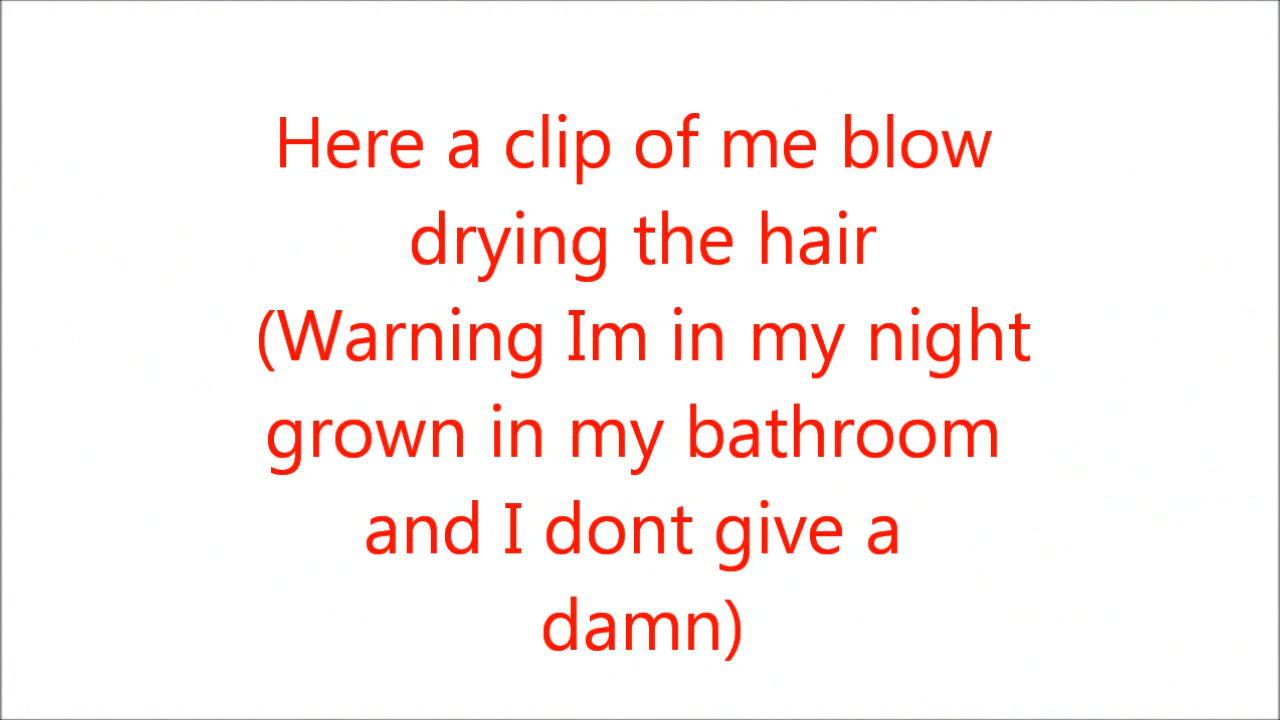 Here a clip of me blow
drying the hair
(Warning Im in my night
grown in my bathroom
and I dont give a
damn)